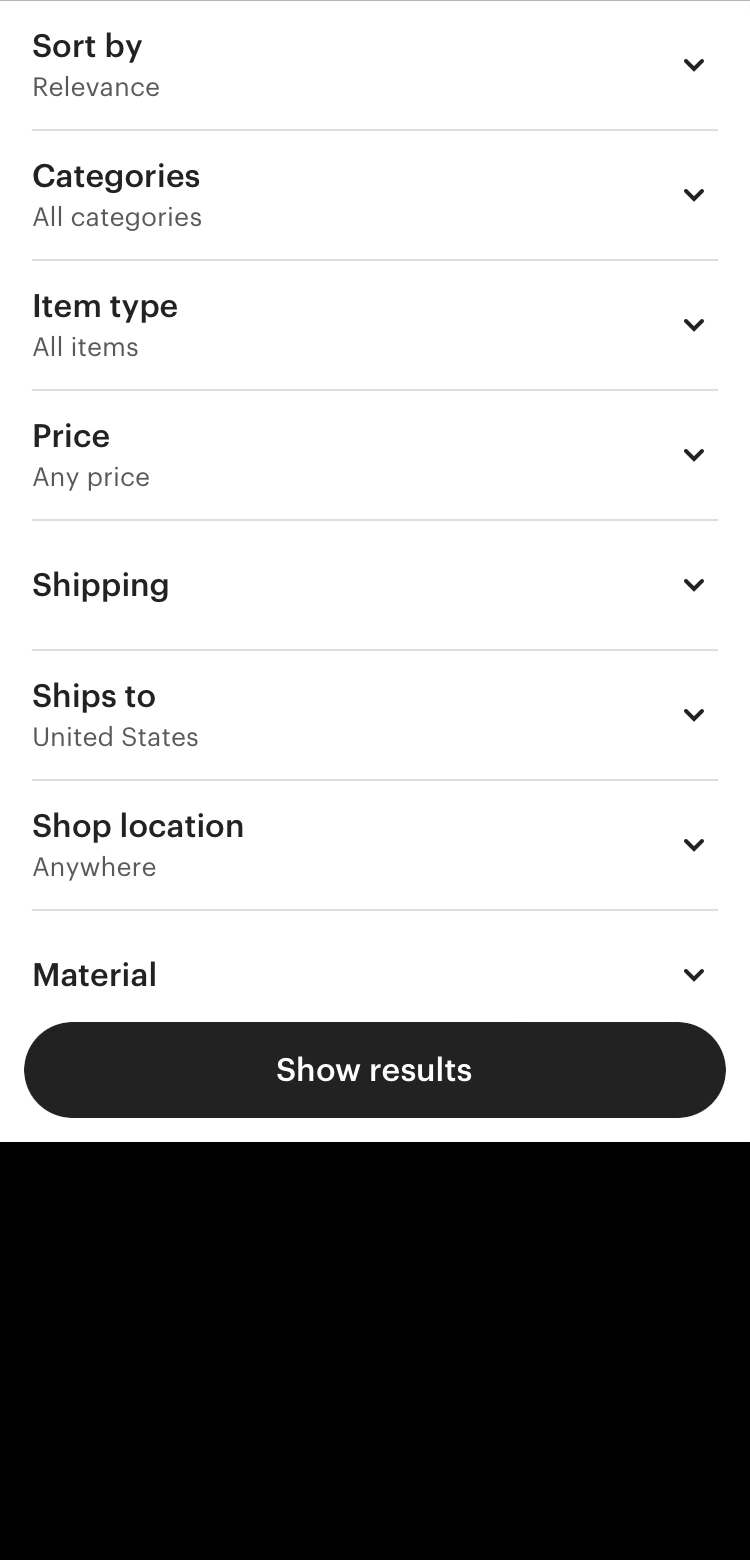 Sort by
Relevance
Categories
All categories
Item type
All items
Price
Any price
Shipping
Ships to
United States
Shop location
Anywhere
Material
Show results